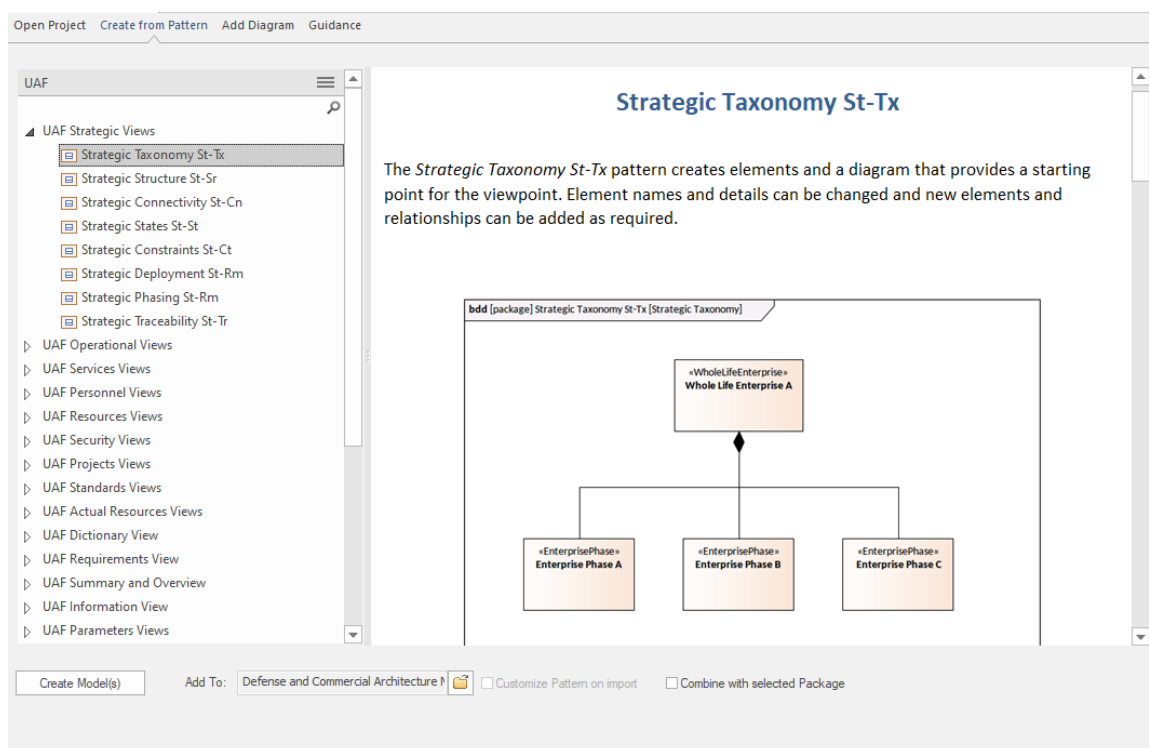 Open Project Create from Pattern Add Diagram Guidance
UAF
UAF Strategic Views
Strategic Taxonomy St-Tx
Strategic Structure St-Sr
Strategic Connectivity St-Cn
Strategic States St-St
Strategic Constraints St-Ct
Strategic Deployment St-Rm
Strategic Phasing St-Rm
Strategic Traceability St-Tr
UAF Operational Views
UAF Services Views
UAF Personnel Views
UAF Resources Views
UAF Security Views
UAF Projects Views
UAF Standards Views
UAF Actual Resources Views
UAF Dictionary View
UAF Requirements View
UAF Summary and Overview
UAF Information View
UAF Parameters Views
Strategic Taxonomy St-Tx
The Strategic Taxonomy St-Tx pattern creates elements and a diagram that provides a starting
point for the viewpoint. Element names and details can be changed and new elements and
relationships can be added as required.
bdd [package] Strategic Taxonomy St-Tx [Strategic Taxonomy]
«WholeLifeEnterprise»
Whole Life Enterprise A
«EnterprisePhase»
Enterprise Phase A
«EnterprisePhase»
Enterprise Phase B
«EnterprisePhase»
Enterprise Phase C
Create Model(s) Add To: Defense and Commercial Architecture Customize Pattern on import Combine with selected Package